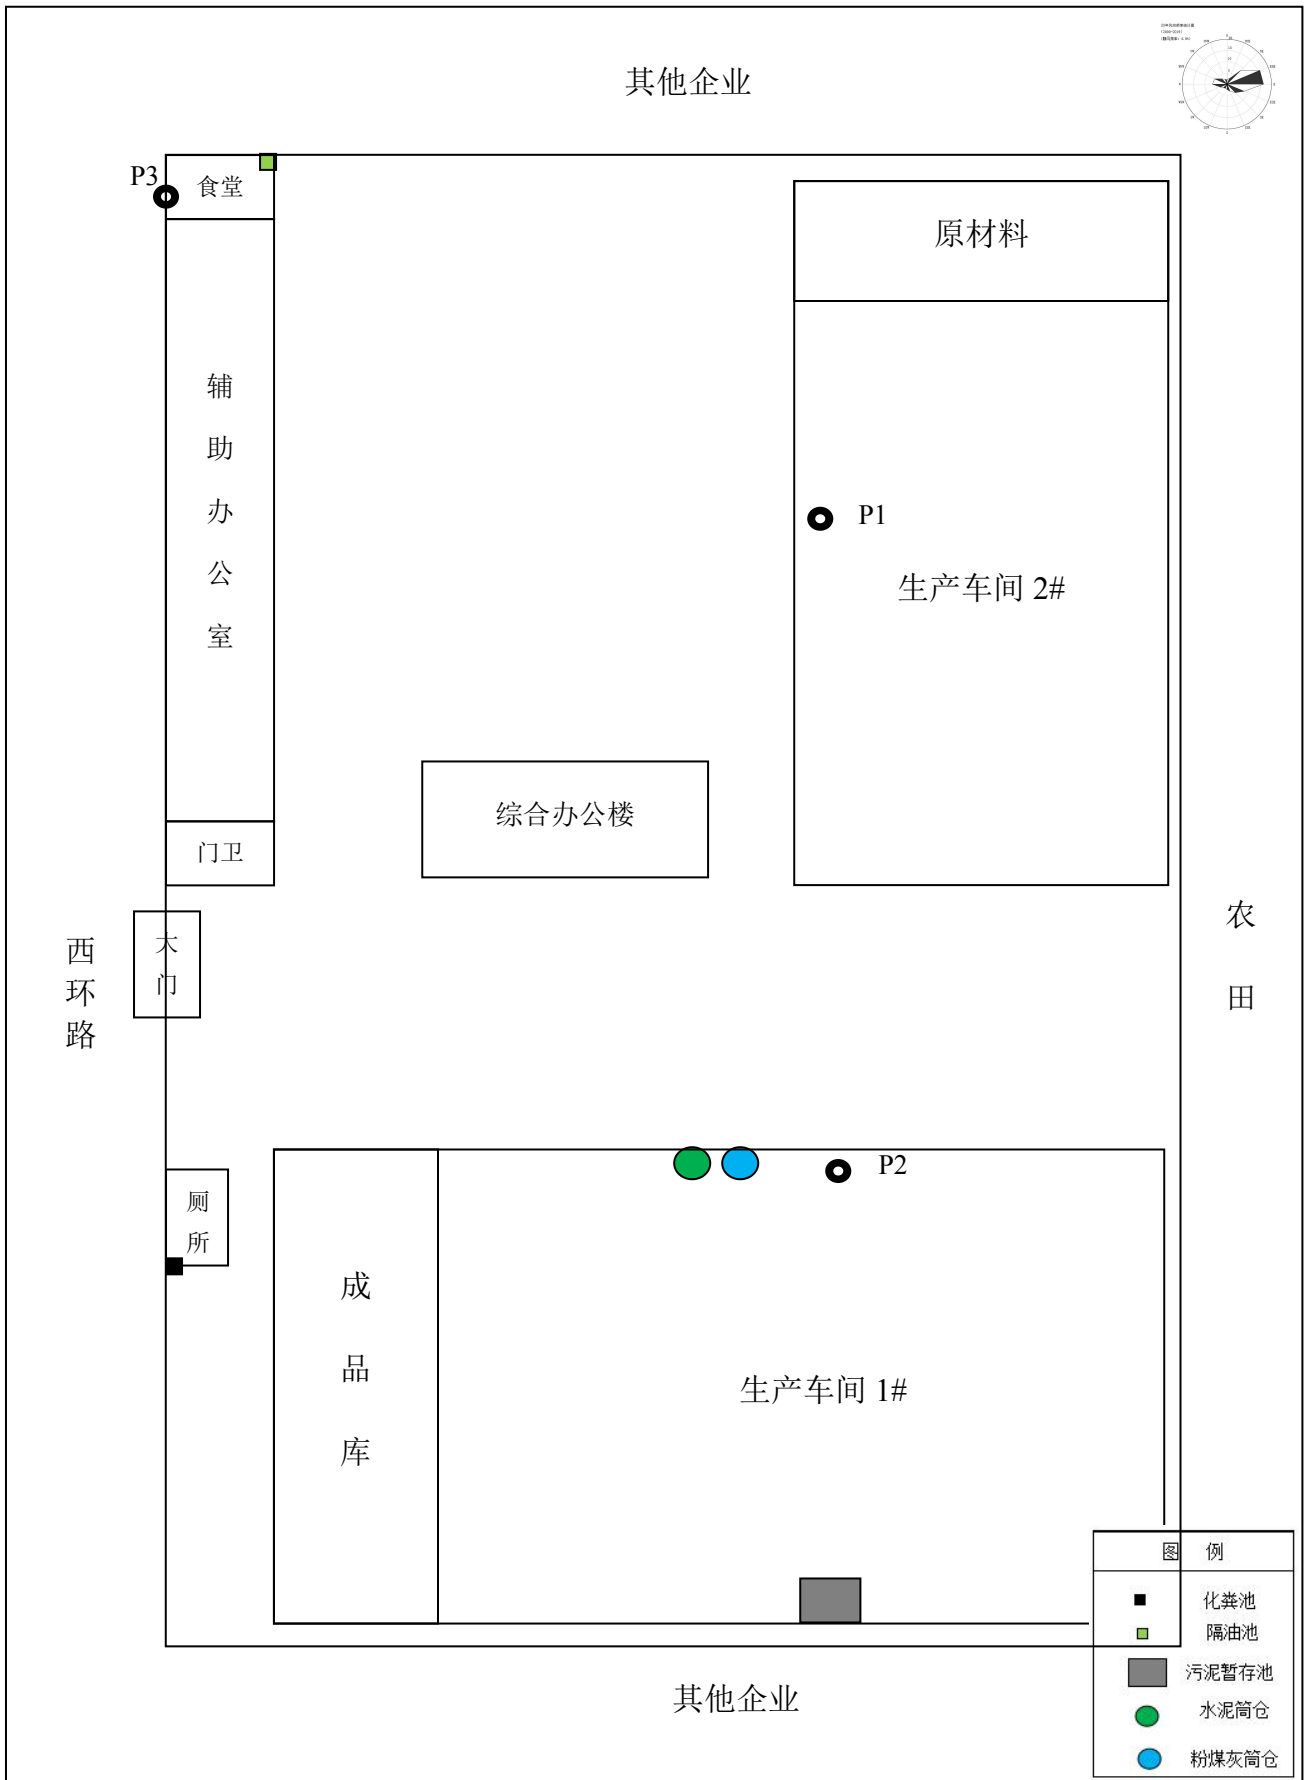 其他企业
P3
食堂
原材料
辅助办公室
P1
生产车间 2#
综合办公楼
门卫
大门
西环路
农田
P2
厕所
成品库
生产车间 1#
图 例
化粪池
隔油池
污泥暂存池
水泥筒仓
粉煤灰筒仓
其他企业